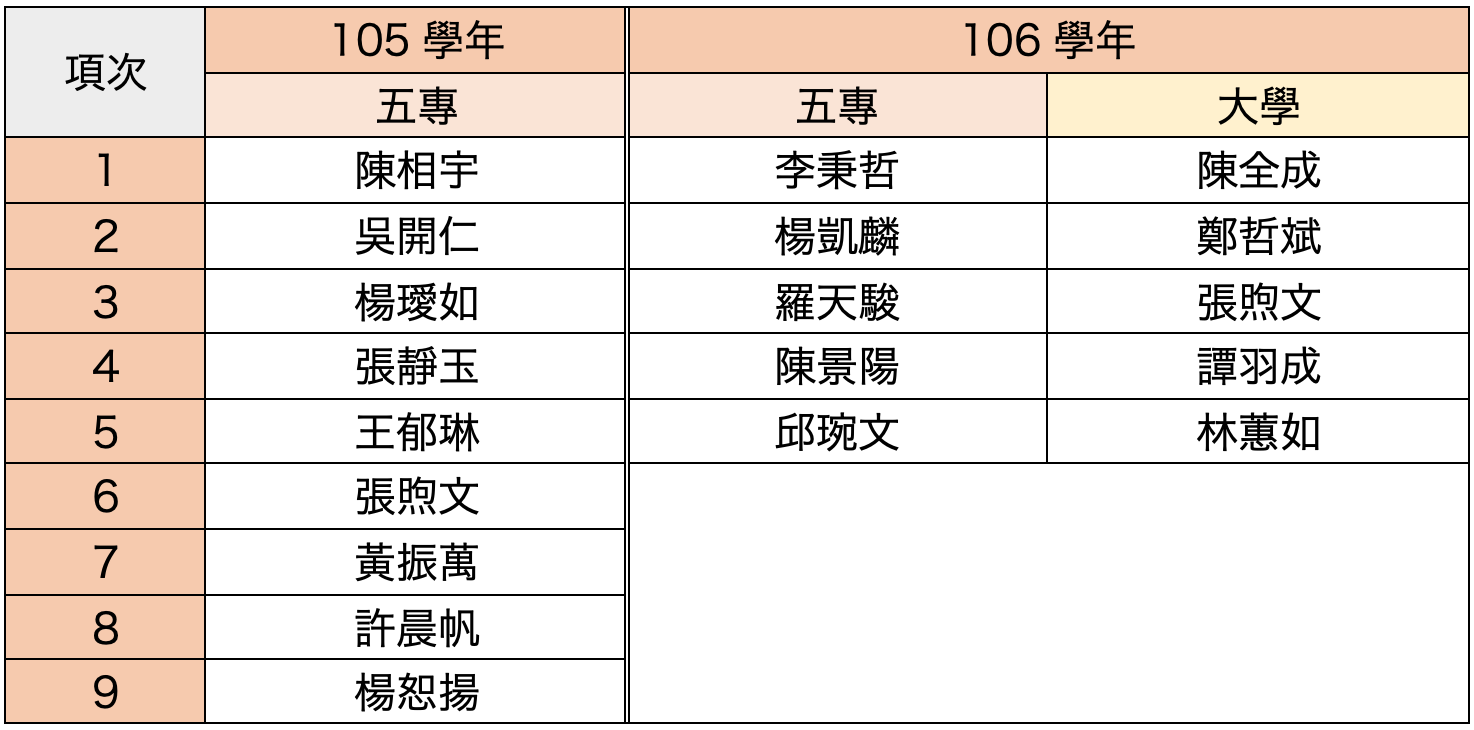 項次 105 學年 106 學年
五專 五專 大學
1 陳相宇 李秉哲 陳全成
2 吳開仁 楊凱麟 鄭哲斌
3 楊璦如 羅天駿 張煦文
4 張靜玉 陳景陽 譚羽成
5 王郁琳 邱琬文 林蕙如
6 張煦文
7 黃振萬
8 許晨帆
9 楊恕揚